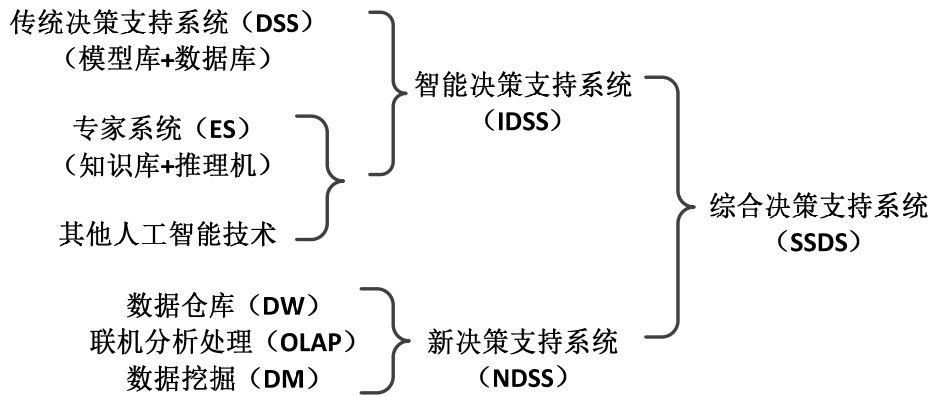 传统决策支持系统（DSS）
（模型库+数据库）
专家系统（ES）
（知识库+推理机）
其他人工智能技术
智能决策支持系统
（IDSS）
数据仓库（DW）
联机分析处理（OLAP）
数据挖掘（DM）
新决策支持系统
（NDSS）
综合决策支持系统
（SSDS）